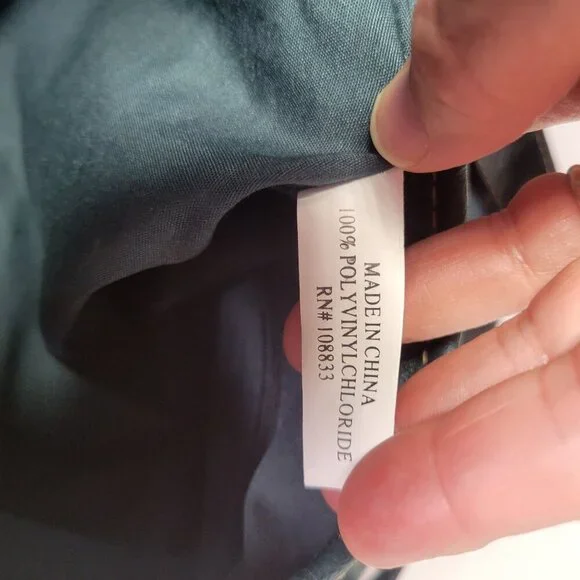 MADE IN CHINA
100% POLYVINYLCHLORIDE
RN# 108833